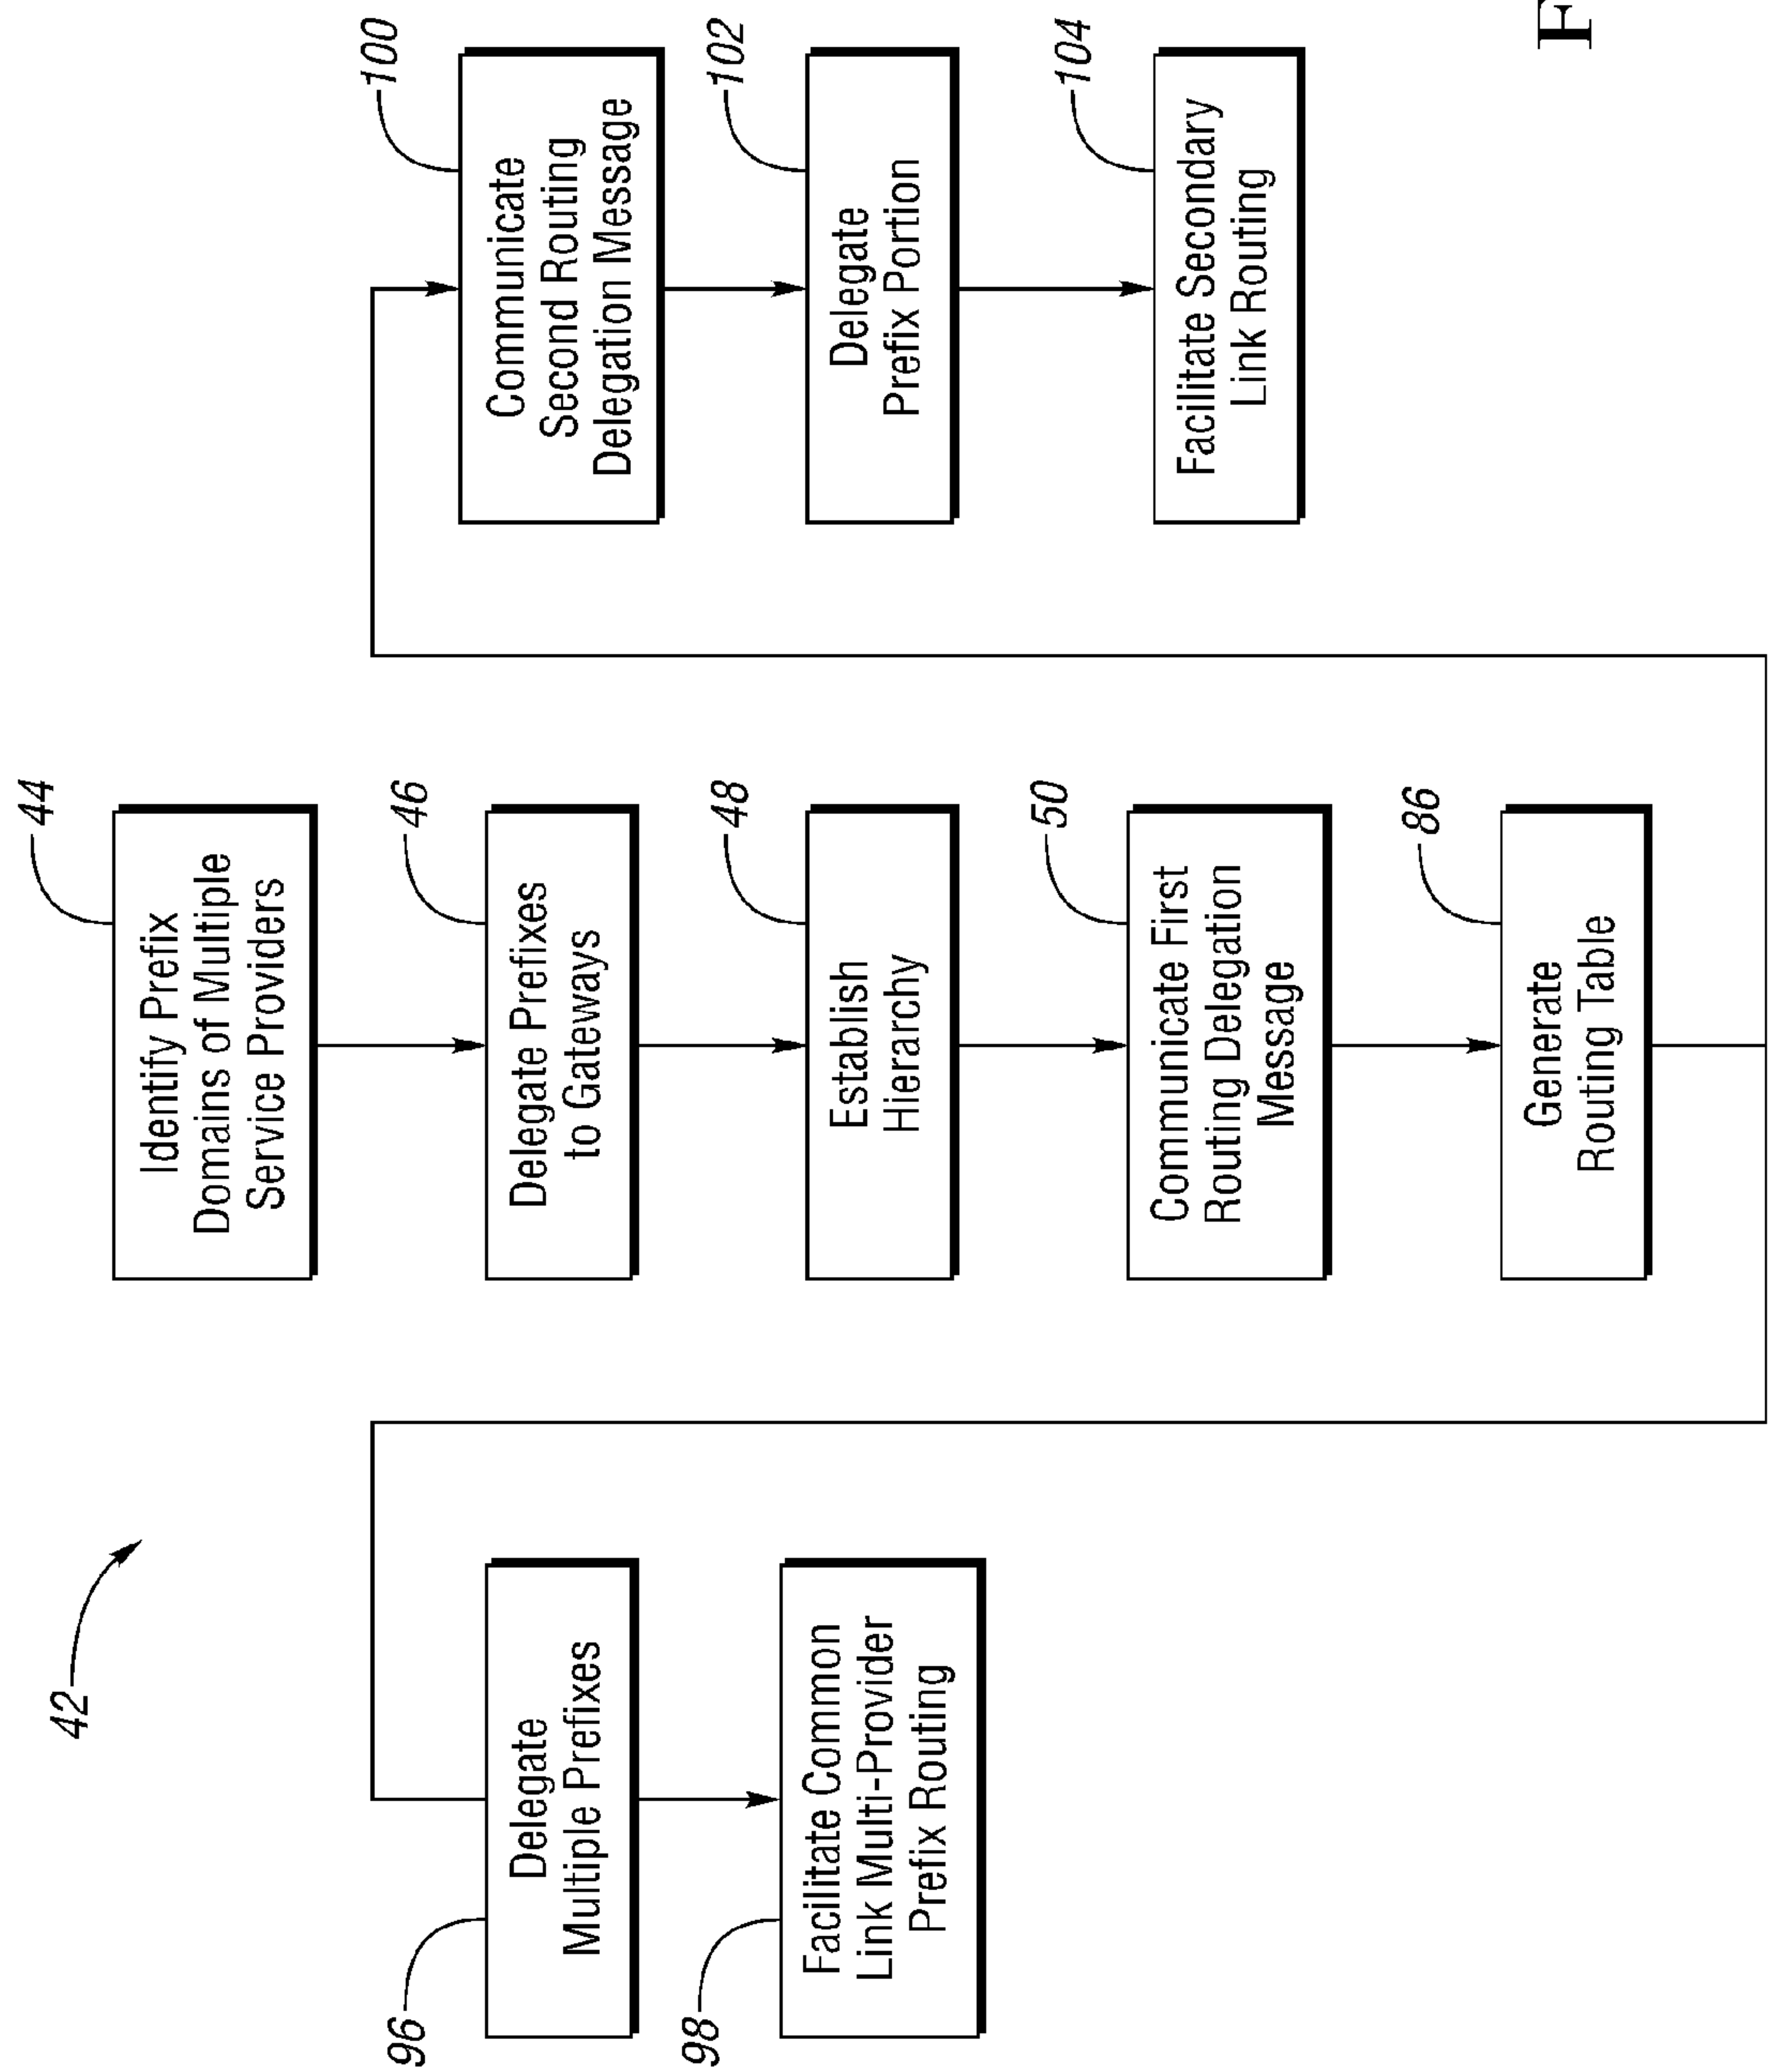 42
96
Delegate
Multiple Prefixes
98
Facilitate Common
Link Multi-Provider
Prefix Routing
44
Identify Prefix
Domains of Multiple
Service Providers
46
Delegate Prefixes
to Gateways
48
Establish
Hierarchy
50
Communicate First
Routing Delegation
Message
86
Generate
Routing Table
100
Communicate
Second Routing
Delegation Message
102
Delegate
Prefix Portion
104
Facilitate Secondary
Link Routing
F